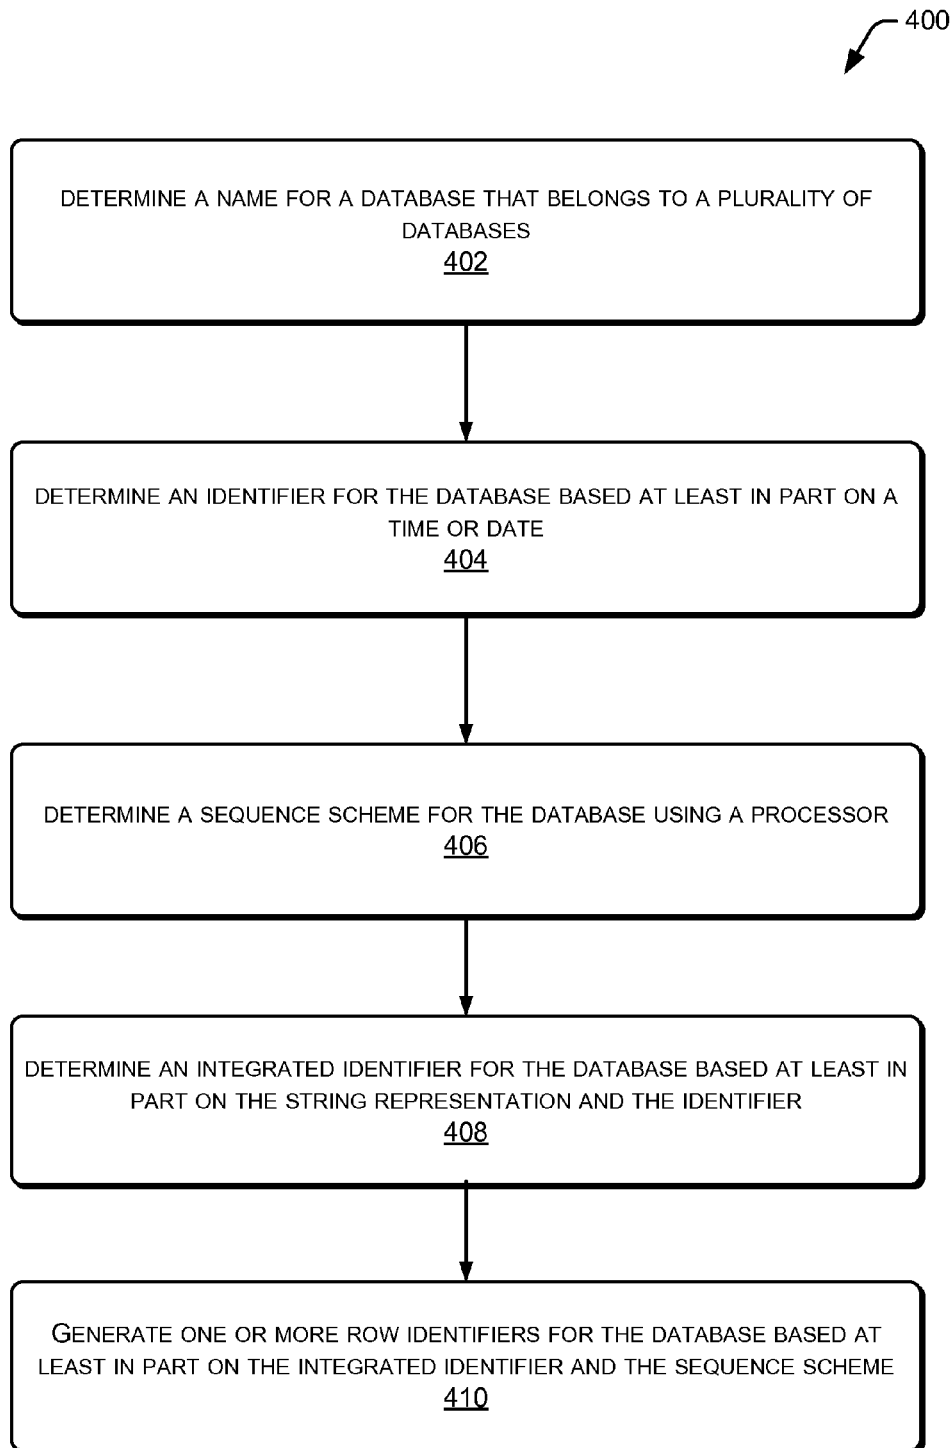 400
DETERMINE A NAME FOR A DATABASE THAT BELONGS TO A PLURALITY OF
DATABASES
402
DETERMINE AN IDENTIFIER FOR THE DATABASE BASED AT LEAST IN PART ON A
TIME OR DATE
404
DETERMINE A SEQUENCE SCHEME FOR THE DATABASE USING A PROCESSOR
406
DETERMINE AN INTEGRATED IDENTIFIER FOR THE DATABASE BASED AT LEAST IN
PART ON THE STRING REPRESENTATION AND THE IDENTIFIER
408
GENERATE ONE OR MORE ROW IDENTIFIERS FOR THE DATABASE BASED AT
LEAST IN PART ON THE INTEGRATED IDENTIFIER AND THE SEQUENCE SCHEME
410